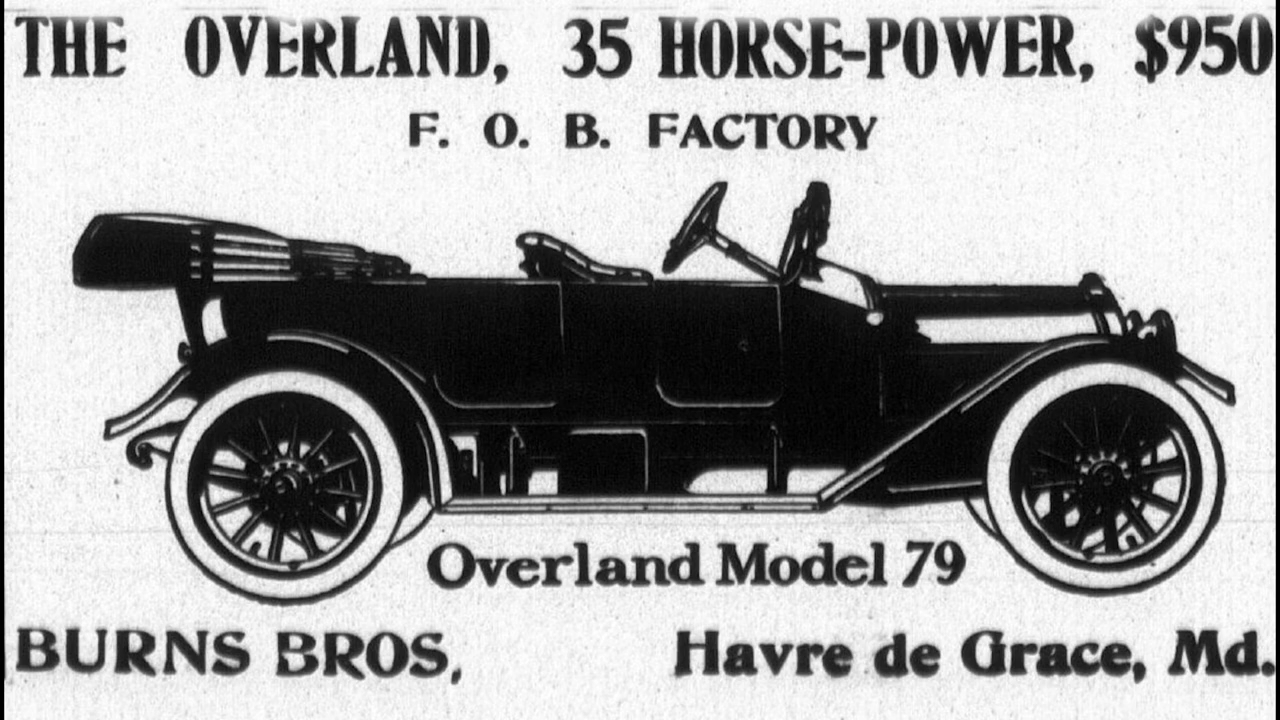 THE OVERLAND, 35 HORSE-POWER, $950
F. O. B. FACTORY
Overland Model 79
BURNS BROS, Havre de Grace, Md.